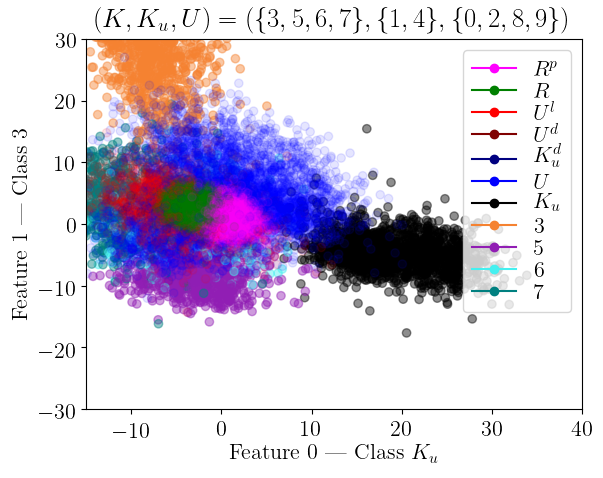 (K, K_u, U) = ({3, 5, 6, 7}, {1, 4}, {0, 2, 8, 9})
30
20
10
0
−10
−20
−30
Feature 1 — Class 3
R^p
R
U^l
U^d
K_u^d
U
K_u
3
5
6
7
−10
0
10
20
30
40
Feature 0 — Class K_u